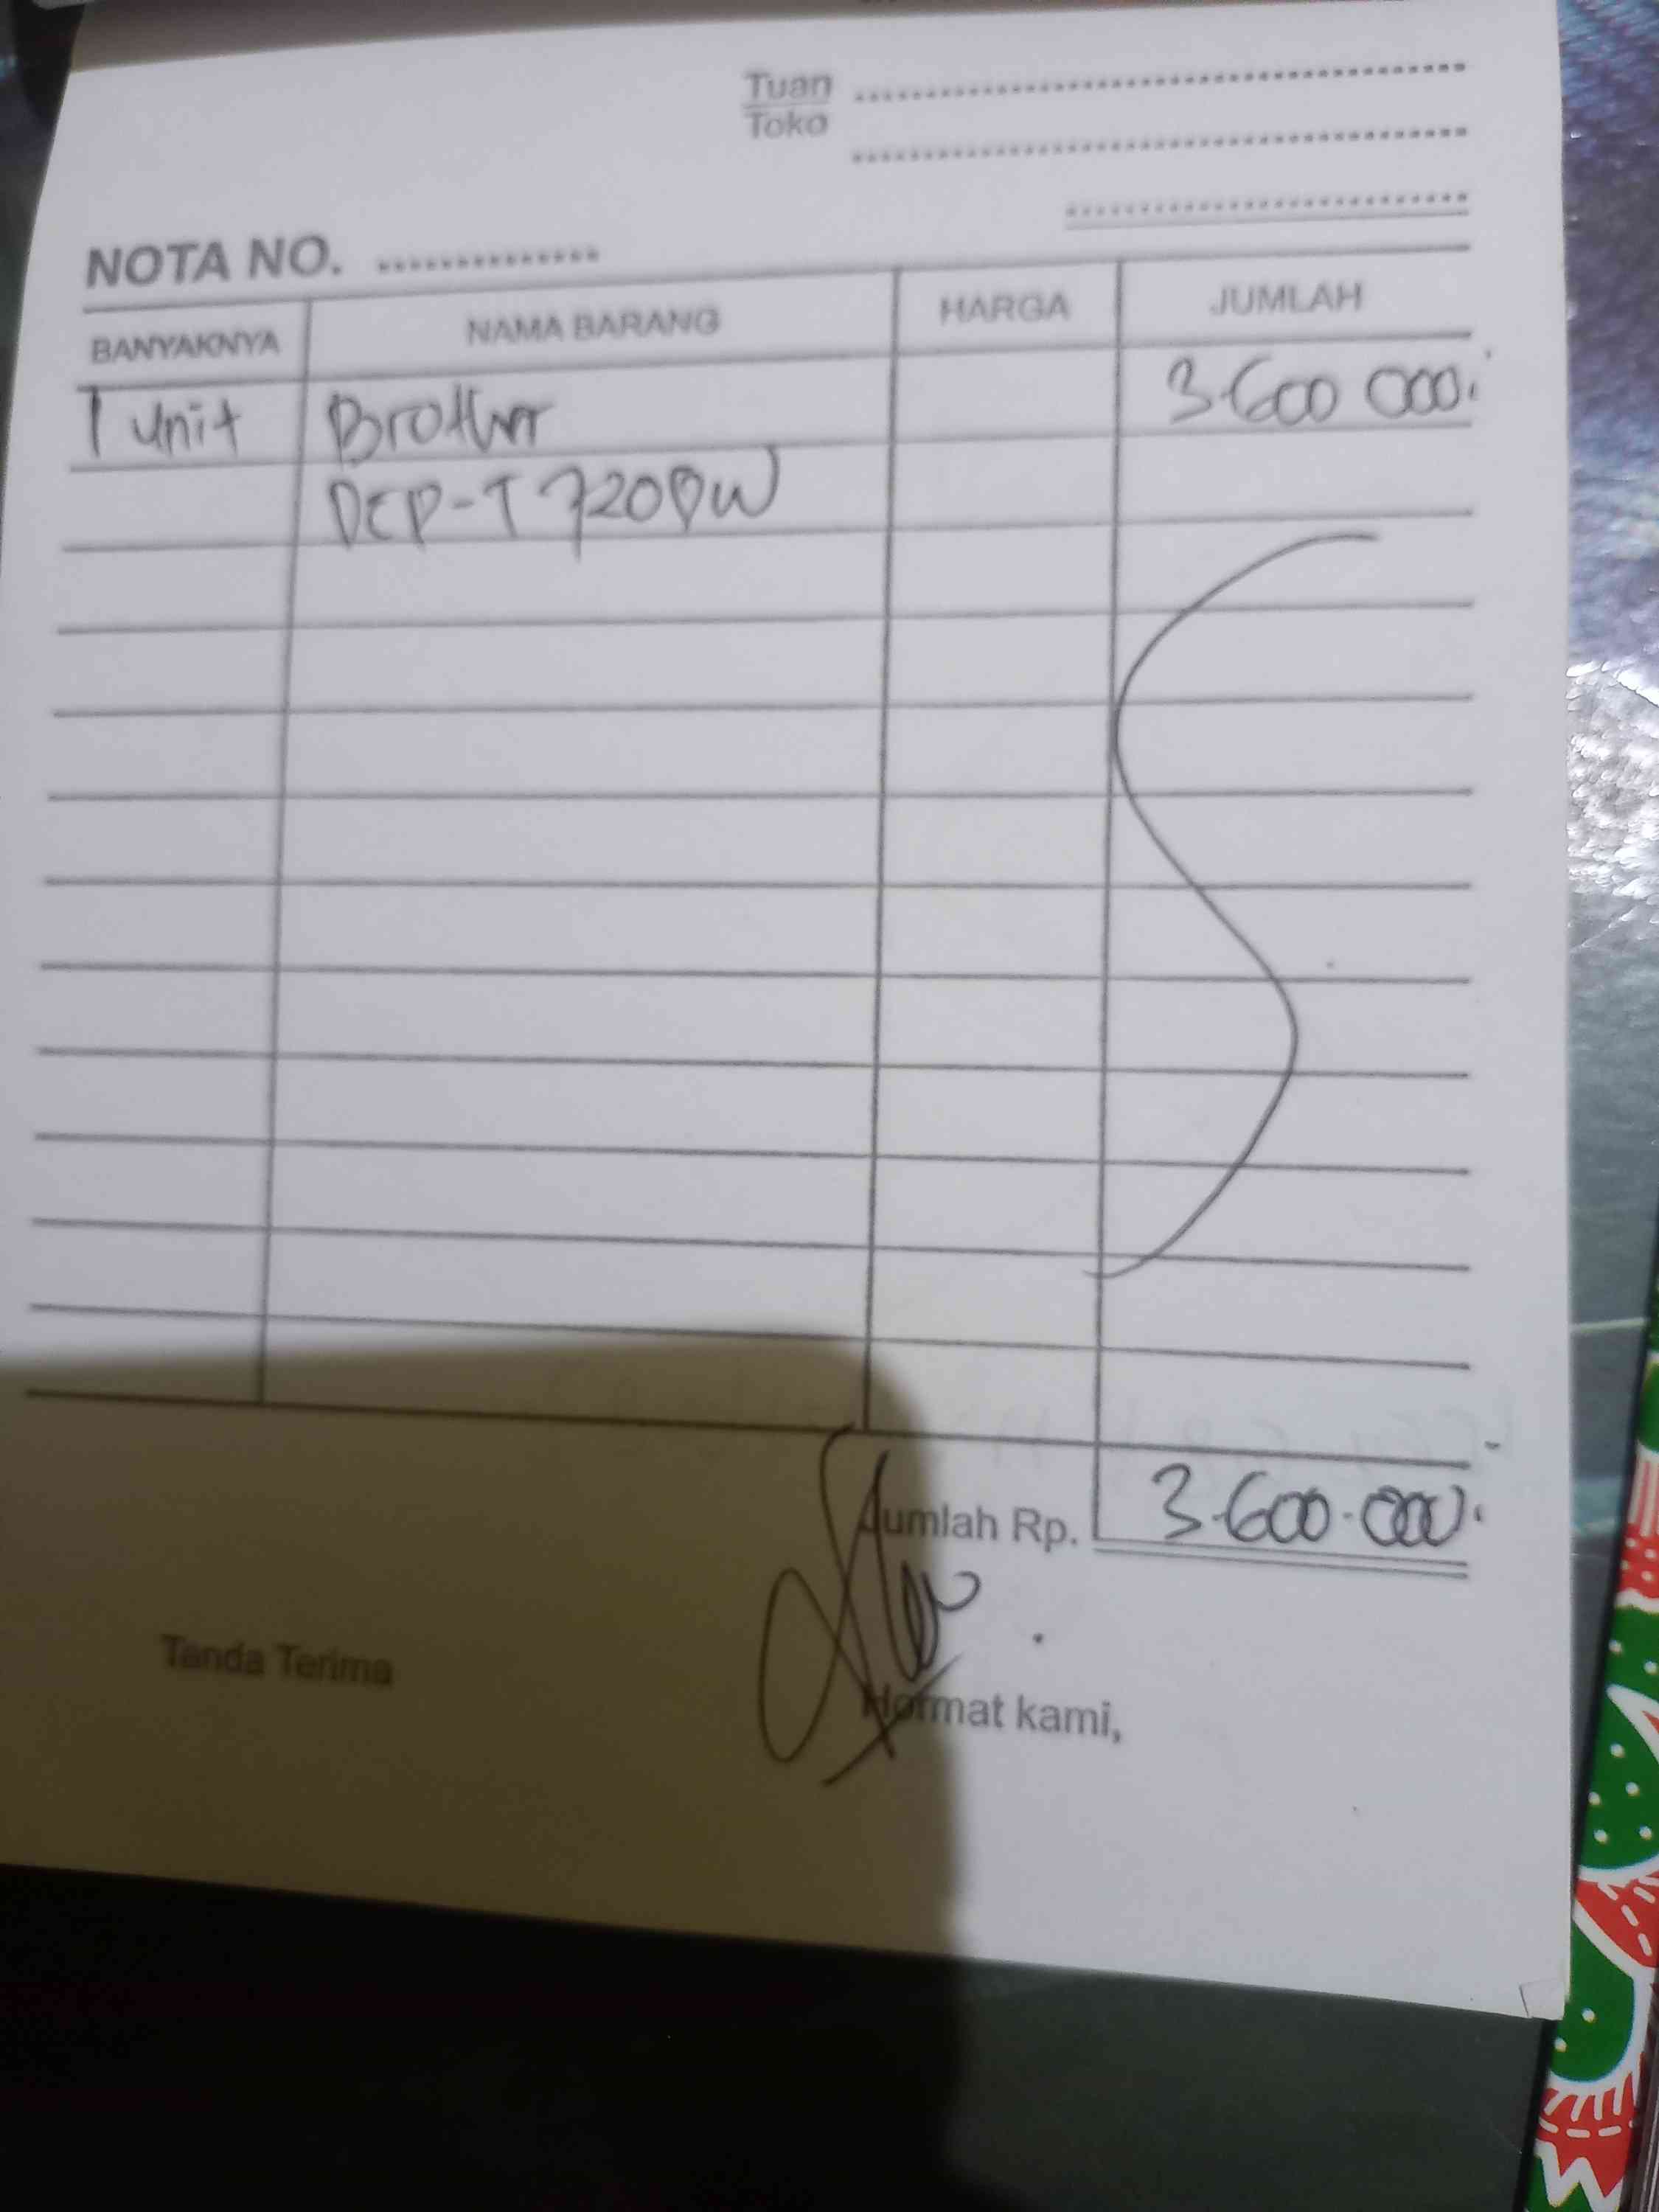 Tuan
Toko
NOTA NO.
BANYAKNYA NAMA BARANG HARGA JUMLAH
1 unit Brother 3.600 000.
DCP-T 720DW
Jumlah Rp. 3.600.000.
Tanda Terima
Hormat kami,